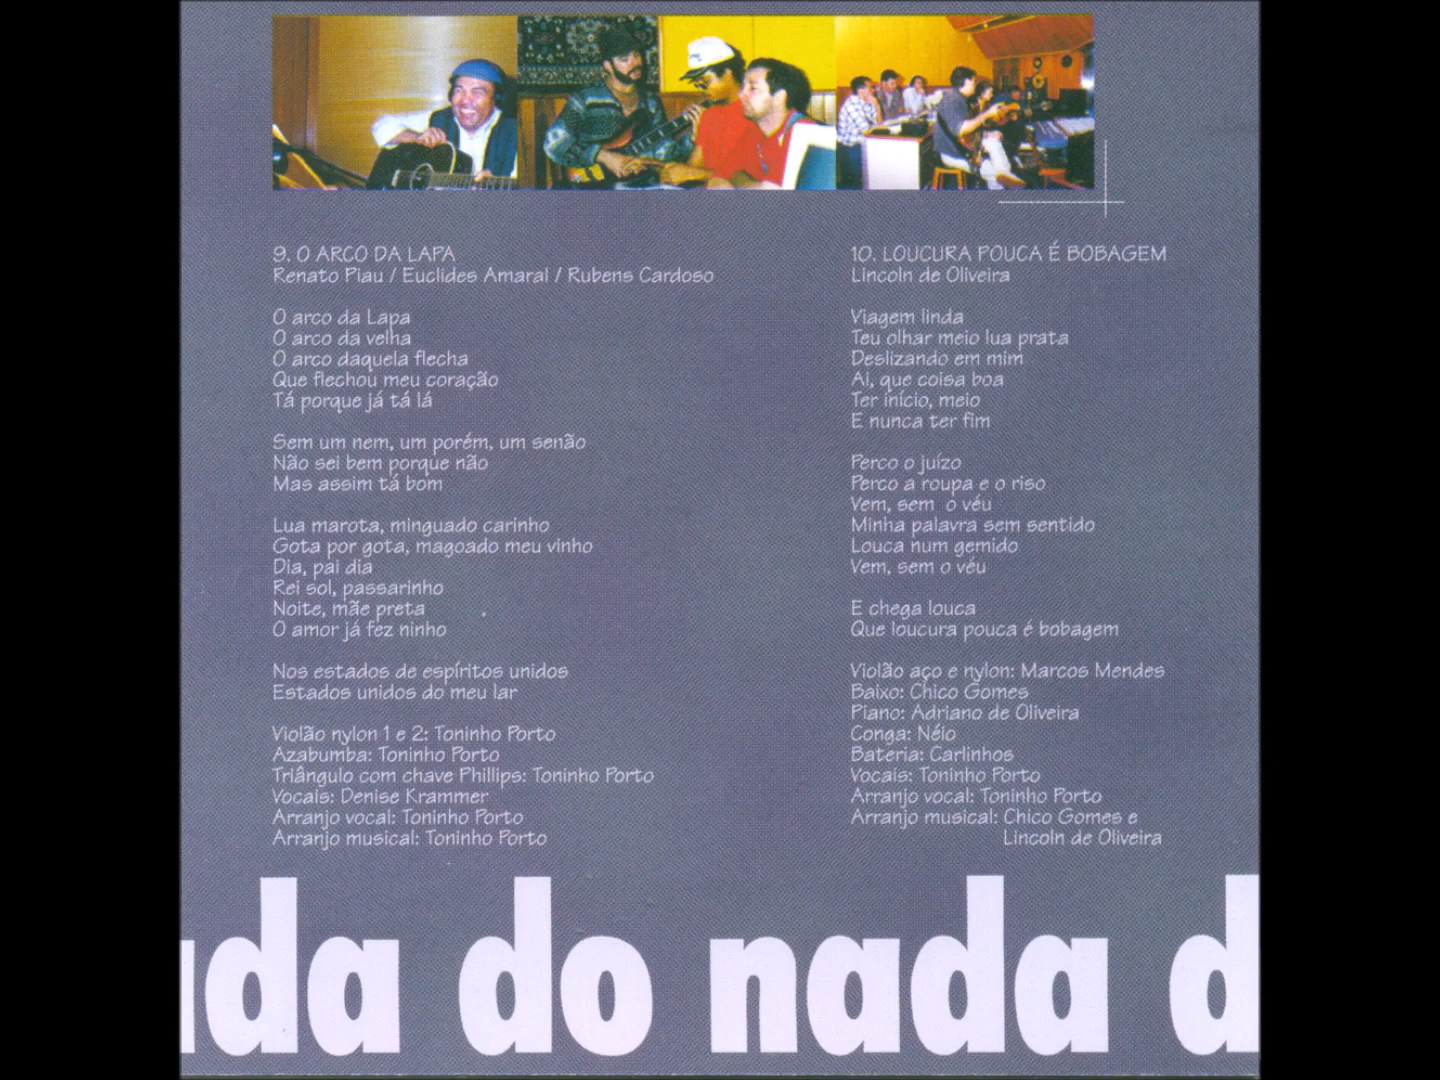 9. O ARCO DA LAPA
Renato Piau / Euclides Amaral / Rubens Cardoso
O arco da Lapa
O arco da velha
O arco daquela flecha
Que flechou meu coração
Tá porque já tá lá
Sem um nem, um porém, um senão
Não sei bem porque não
Mas assim tá bom
Lua marota, minguado carinho
Gota por gota, magoado meu vinho
Dia, pai dia
Rei sol, passarinho
Noite, mãe preta
O amor já fez ninho
Nos estados de espíritos unidos
Estados unidos do meu lar
Violão nylon 1 e 2: Toninho Porto
Azabumba: Toninho Porto
Triângulo com chave Phillips: Toninho Porto
Vocais: Denise Krammer
Arranjo vocal: Toninho Porto
Arranjo musical: Toninho Porto
10. LOUCURA POUCA É BOBAGEM
Lincoln de Oliveira
Viagem linda
Teu olhar meio lua prata
Deslizando em mim
Ai, que coisa boa
Ter início, meio
E nunca ter fim
Perco o juízo
Perco a roupa e o riso
Vem, sem o véu
Minha palavra sem sentido
Louca num gemido
Vem, sem o véu
E chega louca
Que loucura pouca é bobagem
Violão aço e nylon: Marcos Mendes
Baixo: Chico Gomes
Piano: Adriano de Oliveira
Conga: Nélo
Bateria: Carlinhos
Vocais: Toninho Porto
Arranjo vocal: Toninho Porto
Arranjo musical: Chico Gomes e
Lincoln de Oliveira
ada do nada d